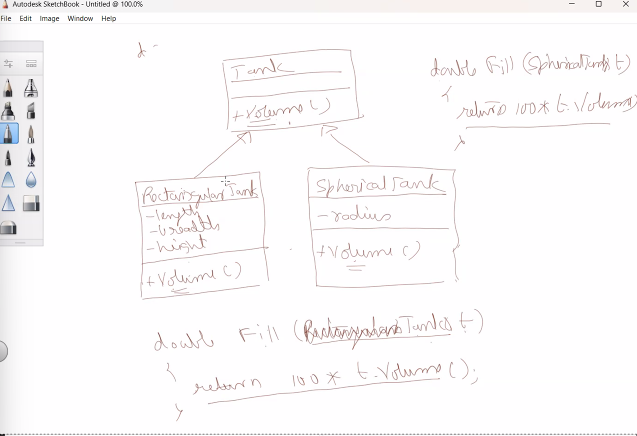 Autodesk SketchBook - Untitled @ 100.0%
File Edit Image Window Help
Tank
+Volume()
RectangularTank
-length
-breadth
-height
+Volume()
SphericalTank
-radius
+Volume()
double Fill (SphericalTank t)
{
return 100* t.Volume()
}
double Fill (RectangularTank t)
{
return 100* t.Volume();
}